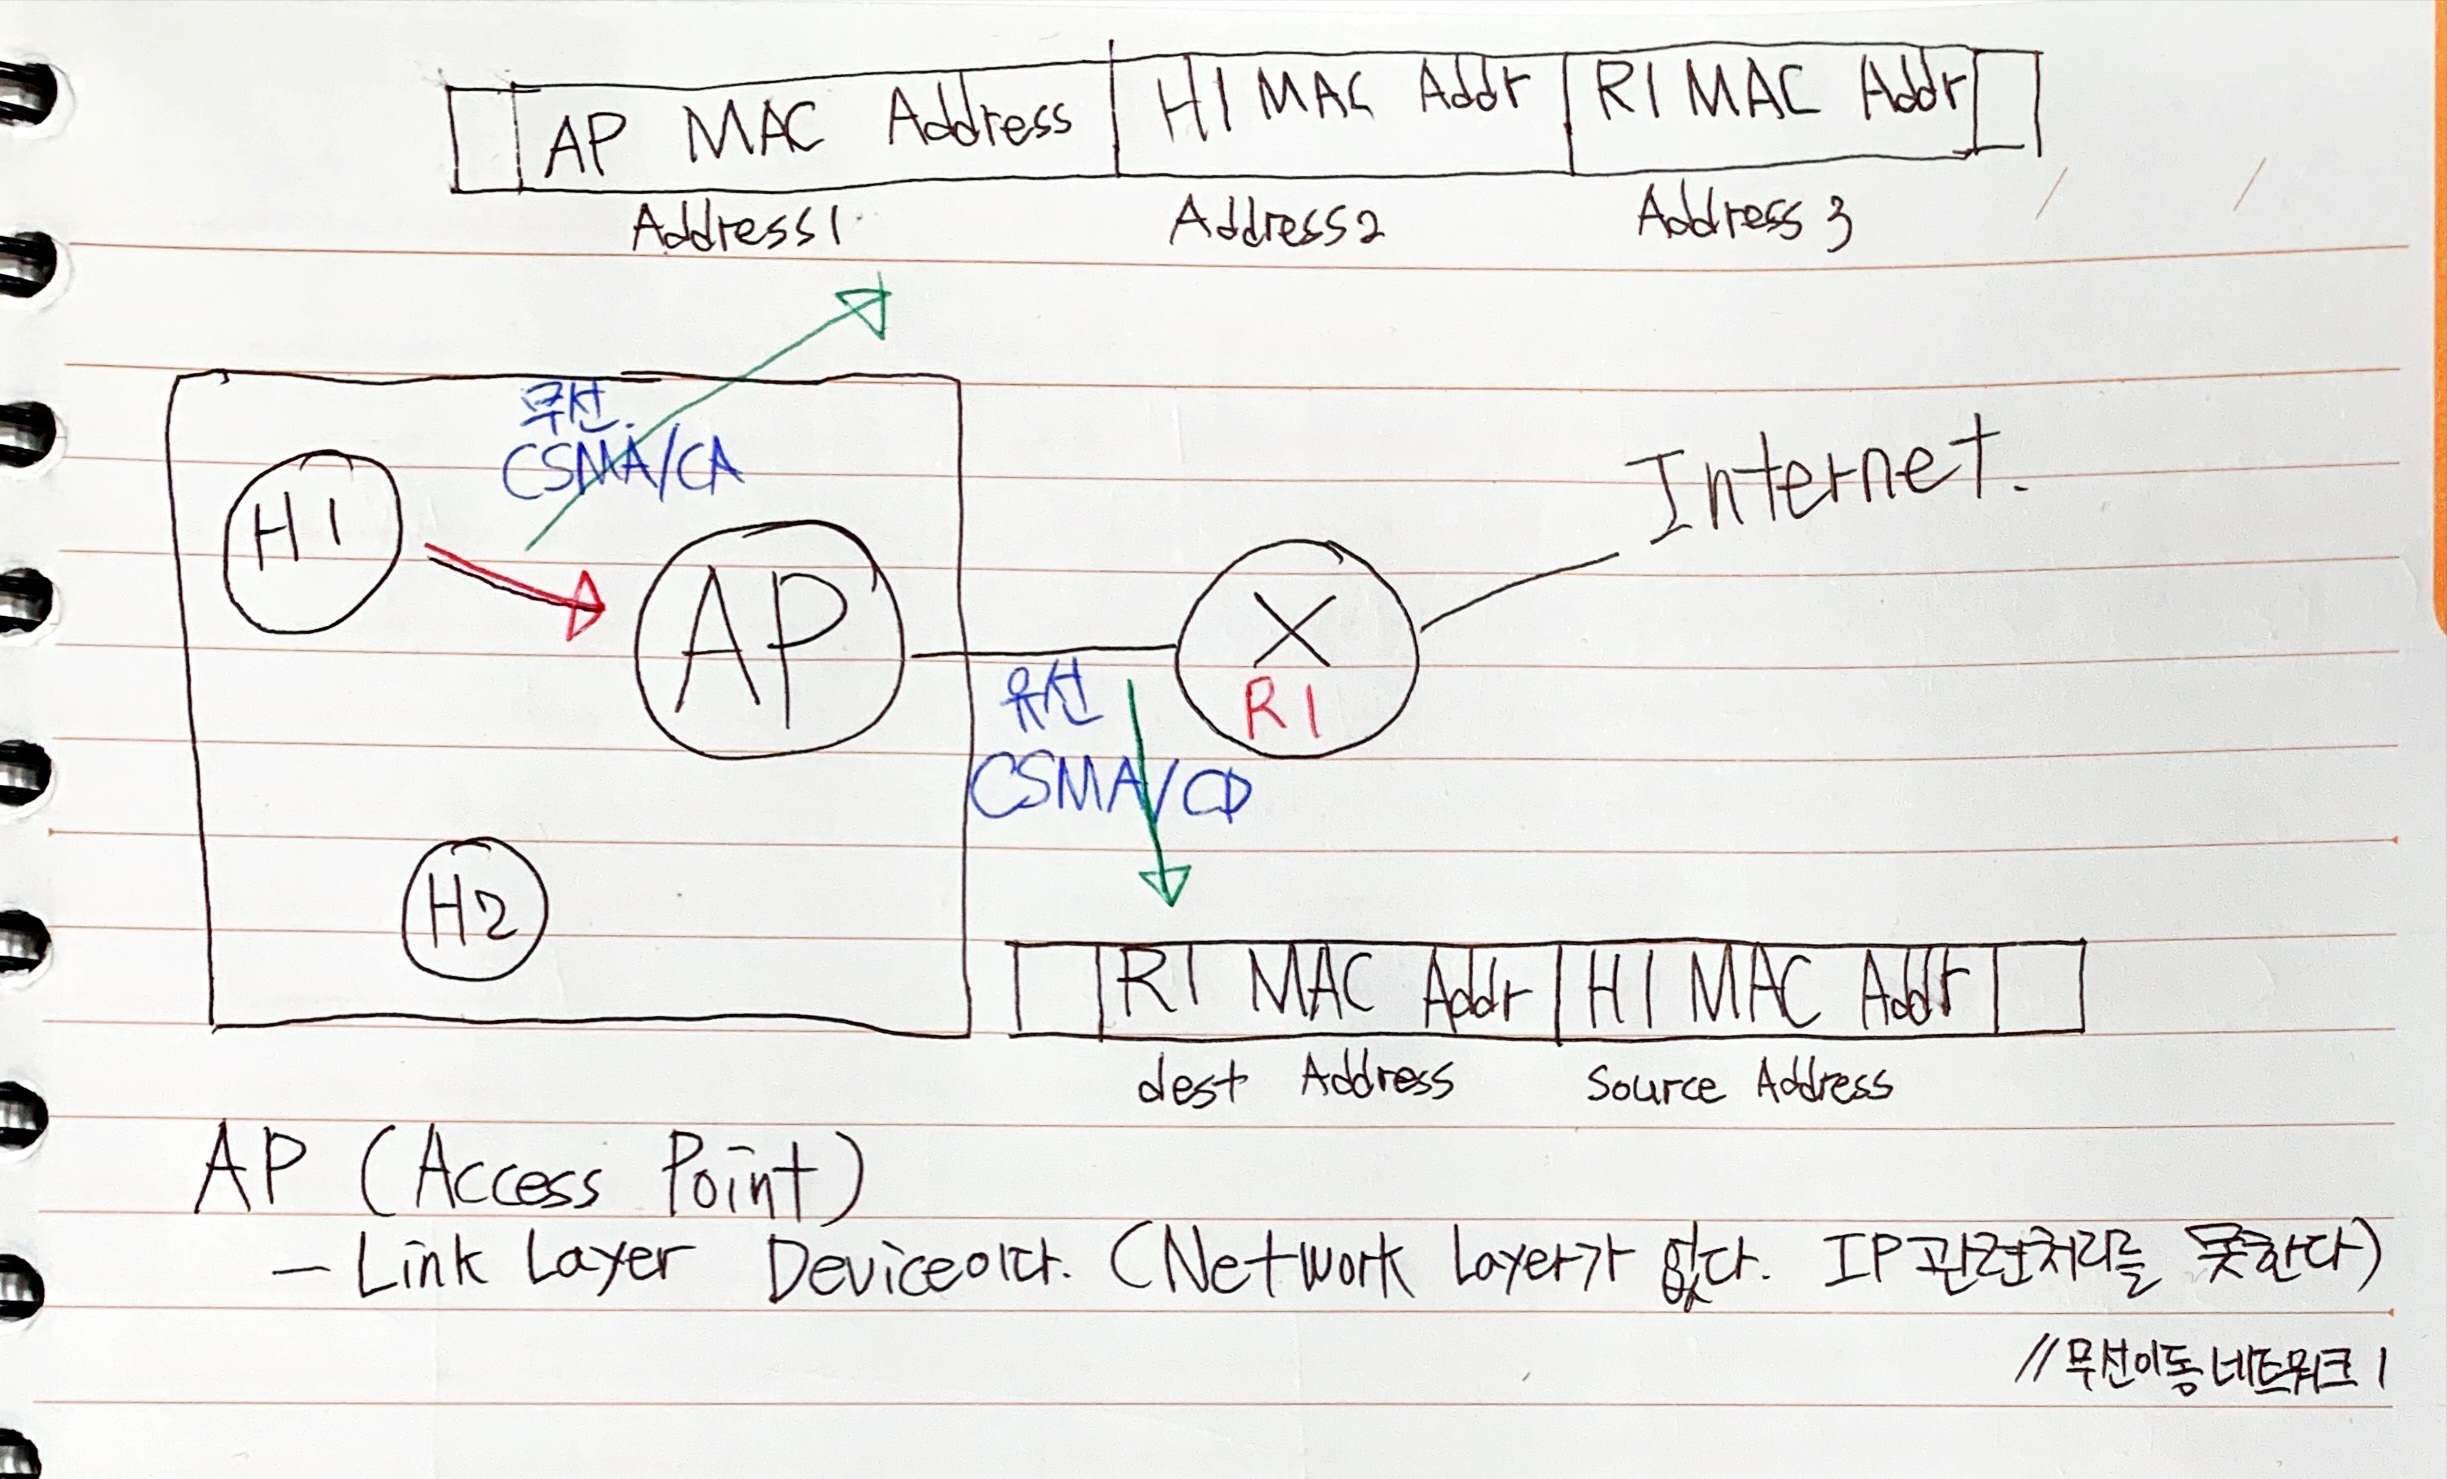 AP MAC Address H1 MAC Addr R1 MAC Addr
Address1 Address2 Address3
무선.
CSMA/CA
H1
AP
X
R1
Internet.
유선
CSMA/CD
H2
R1 MAC Addr H1 MAC Addr
dest Address Source Address
AP (Access Point)
- Link Layer Device이다. (Network Layer가 없다. IP관련처리를 못한다)
//무선이동네트워크1